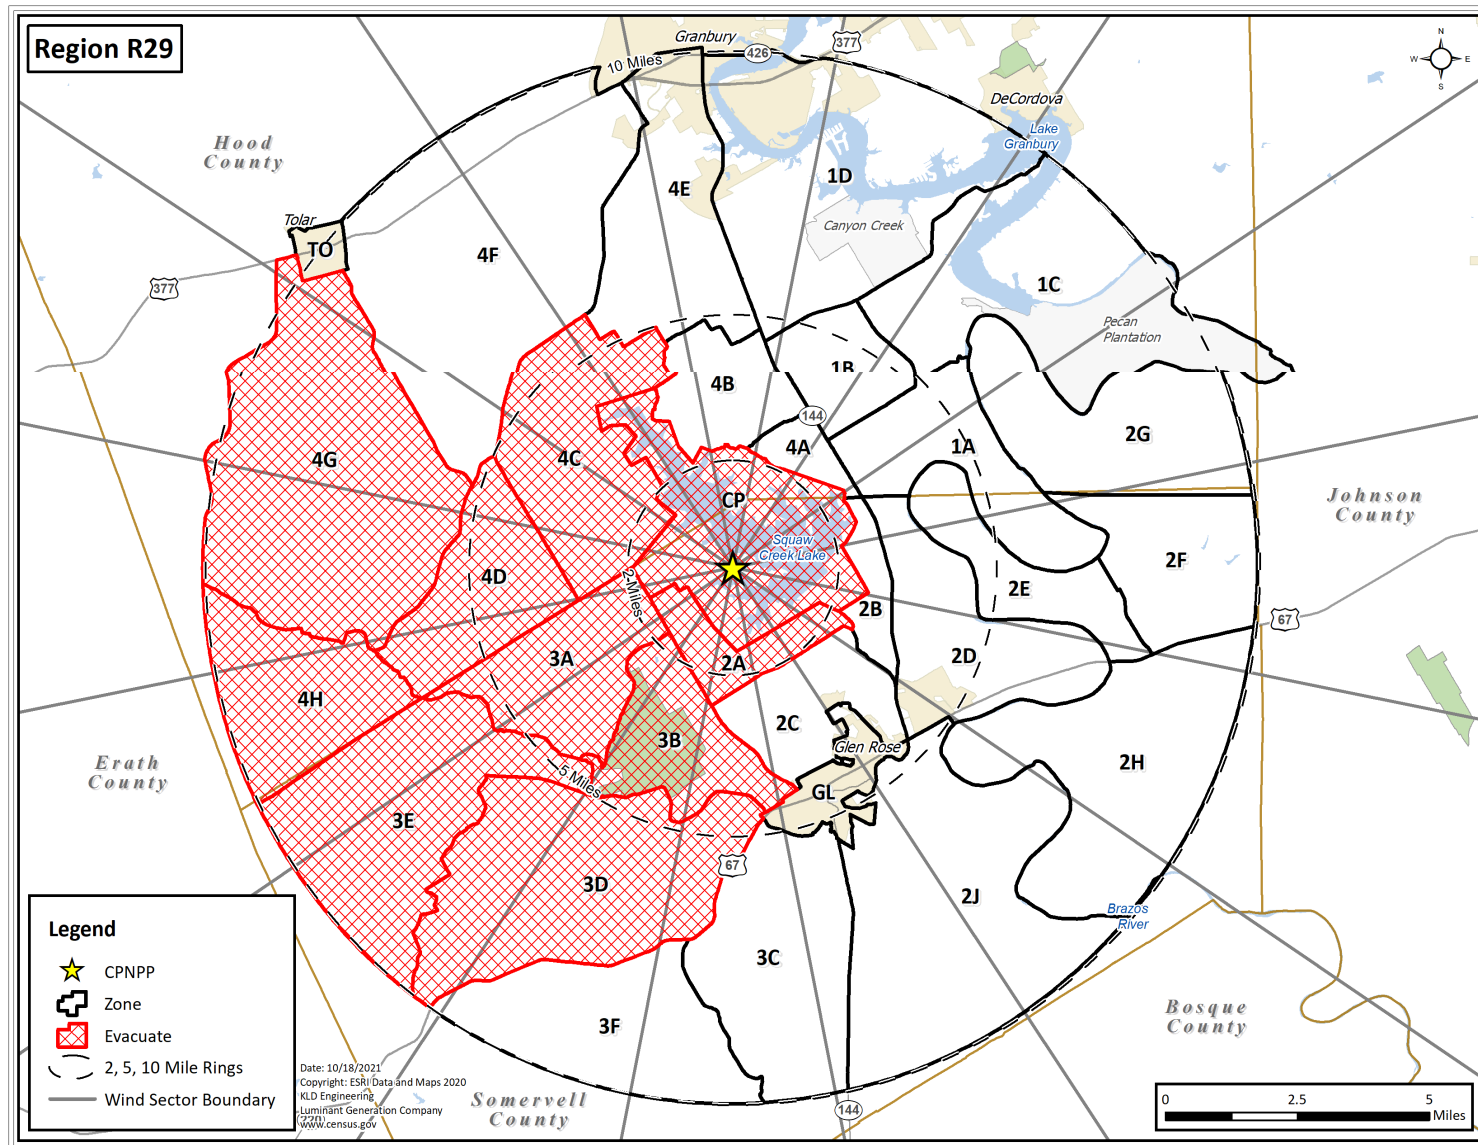 Region R29
Granbury
426
377
10 Miles
DeCordova
Lake
Granbury
Hood
County
4E
1D
Tolar
TO
Canyon Creek
4F
377
1C
Pecan
Plantation
1B
4B
144
4A
1A
2G
4G
4C
CP
Johnson
County
Squaw
Creek Lake
2F
4D
2-Miles
2E
2B
3A
2A
2D
67
4H
2C
3B
Glen Rose
Erath
County
5 Miles
GL
2H
3E
67
3D
2J
Brazos
River
3C
Bosque
County
3F
Legend
CPNPP
Zone
Evacuate
2, 5, 10 Mile Rings
Wind Sector Boundary
Date: 10/18/2021
Copyright: ESRI Data and Maps 2020
KLD Engineering
Luminant Generation Company
www.census.gov
Somervell
County
144
0 2.5 5
Miles
N
W E
S